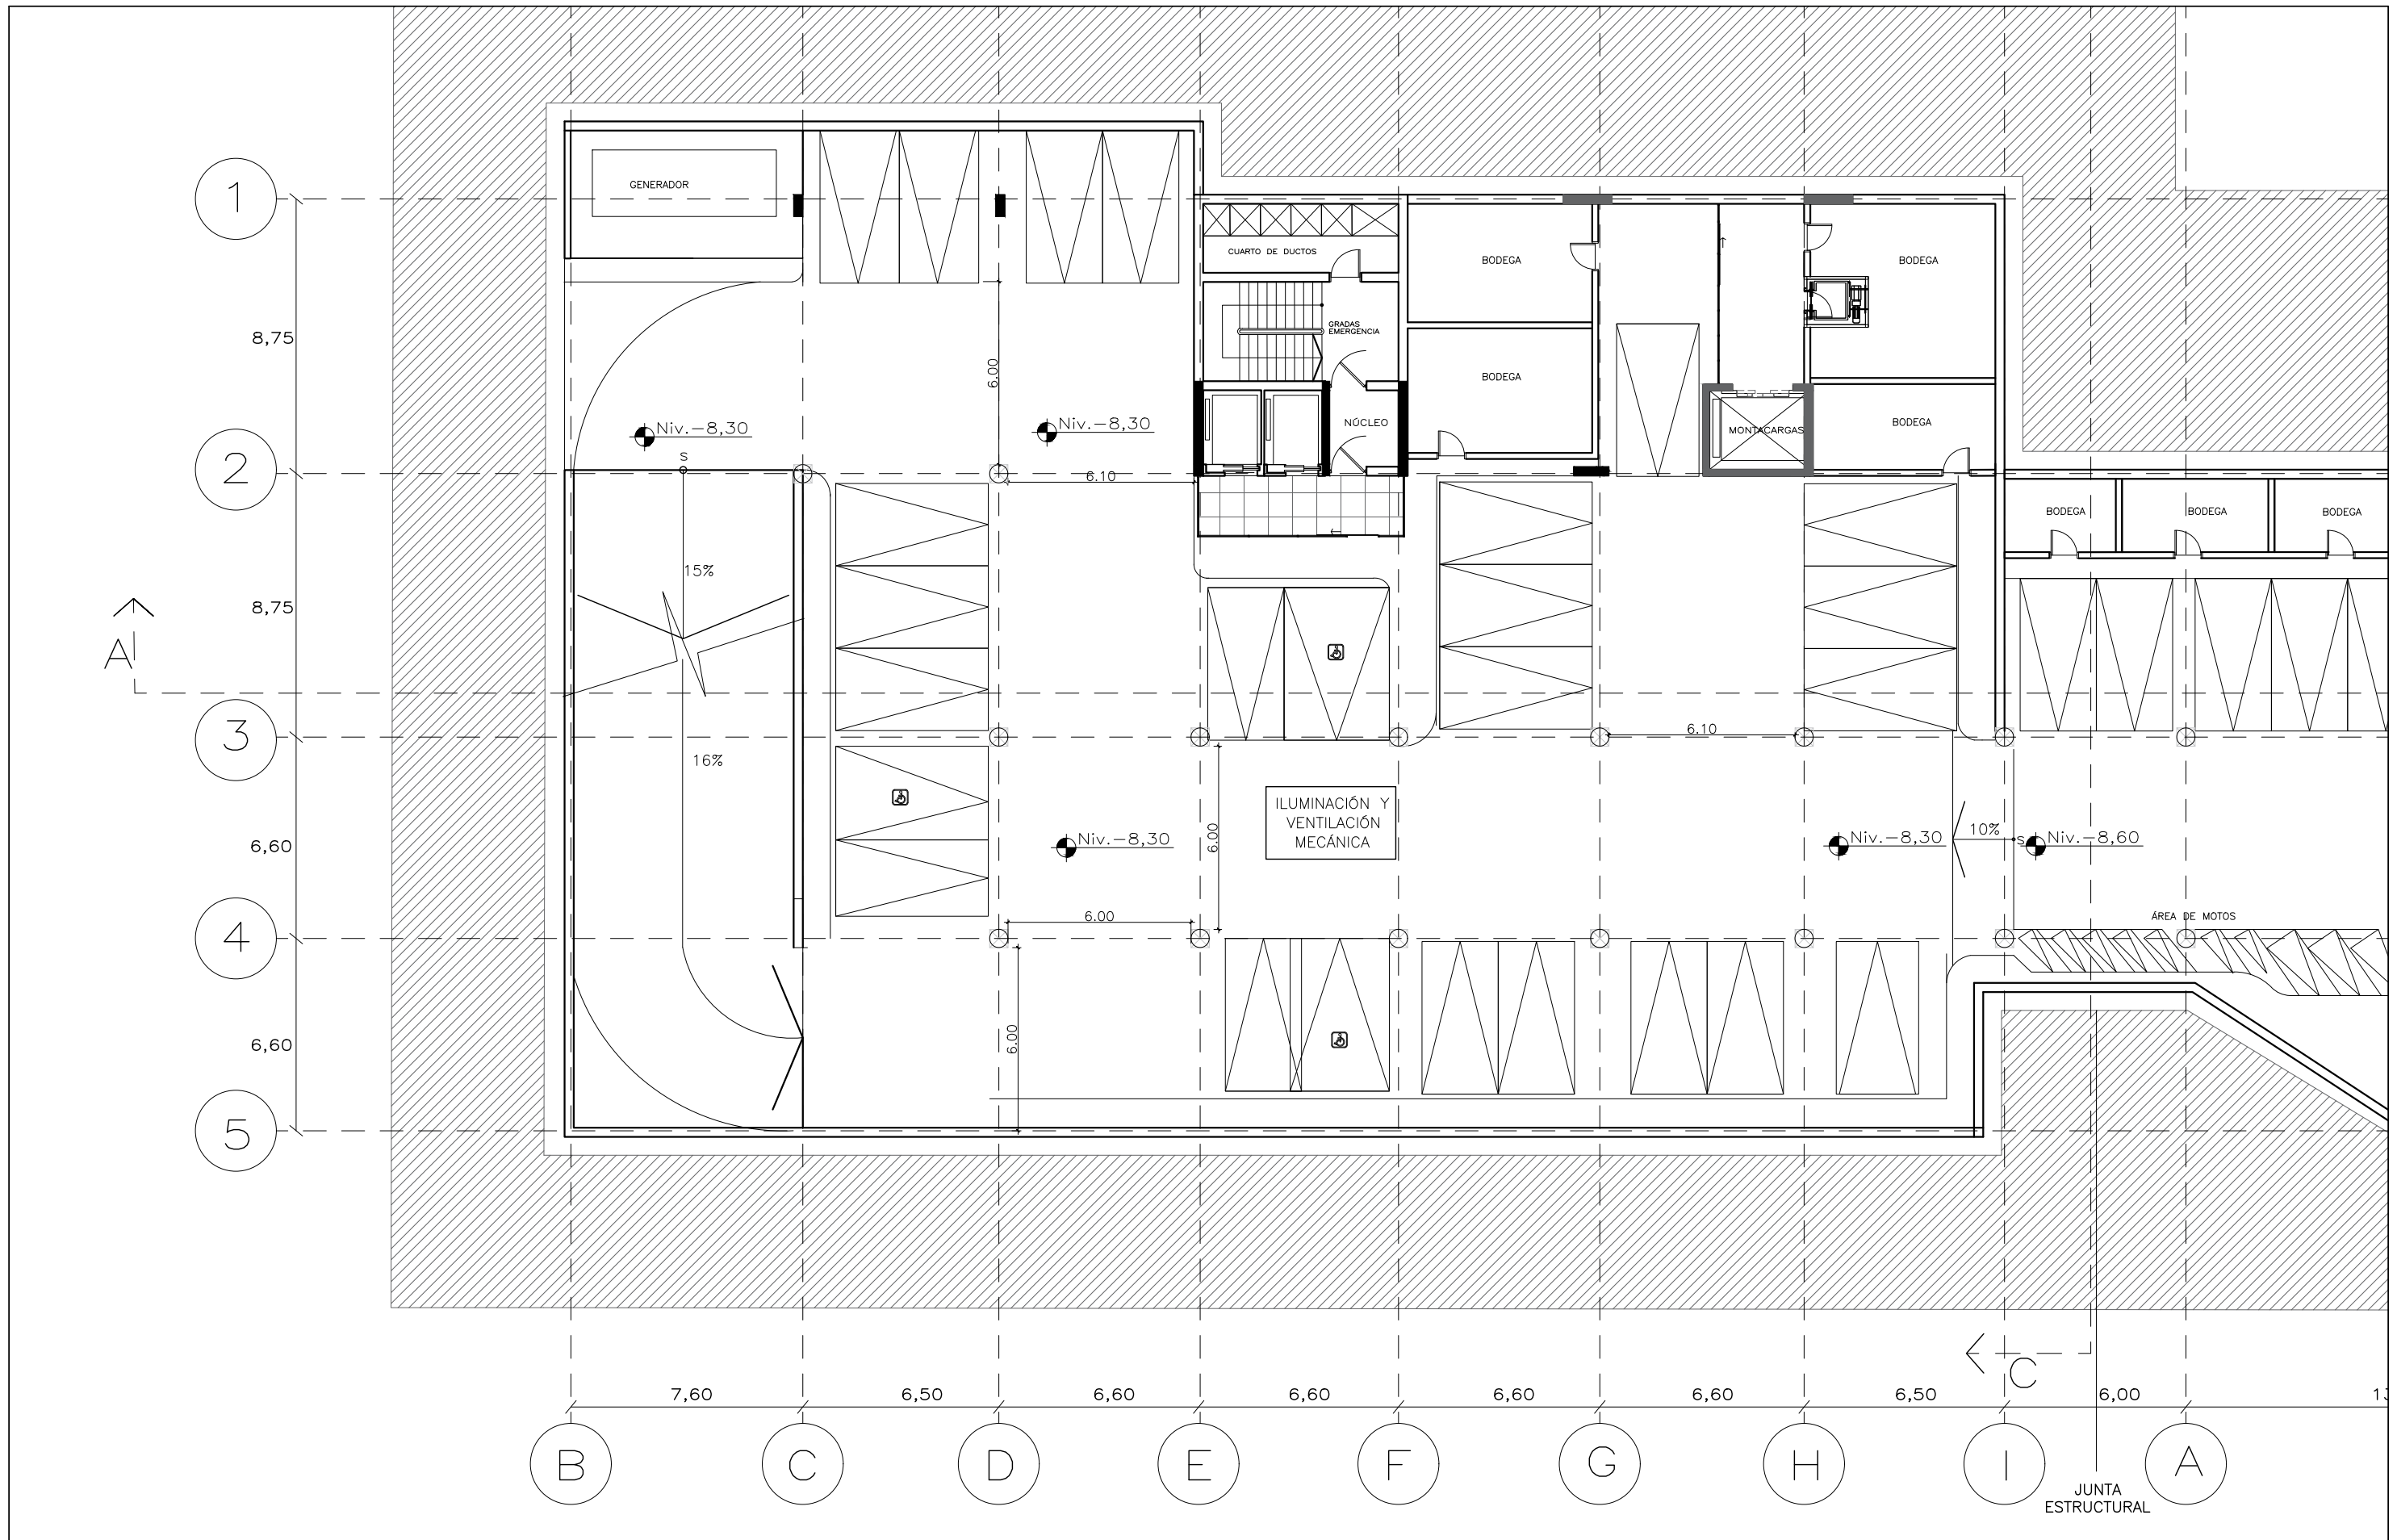 1
GENERADOR
CUARTO DE DUCTOS
BODEGA
BODEGA
GRADAS
EMERGENCIA
8,75
6.00
BODEGA
NÚCLEO
MONTACARGAS
BODEGA
Niv.-8,30
Niv.-8,30
S
2
6.10
BODEGA
BODEGA
BODEGA
15%
8,75
A
3
6.10
16%
ILUMINACIÓN Y
VENTILACIÓN
MECÁNICA
6,60
Niv.-8,30
6.00
Niv.-8,30
10%
S
Niv.-8,60
6.00
ÁREA DE MOTOS
4
6,60
6.00
5
C
7,60
6,50
6,60
6,60
6,60
6,60
6,50
6,00
B
C
D
E
F
G
H
I
A
JUNTA
ESTRUCTURAL